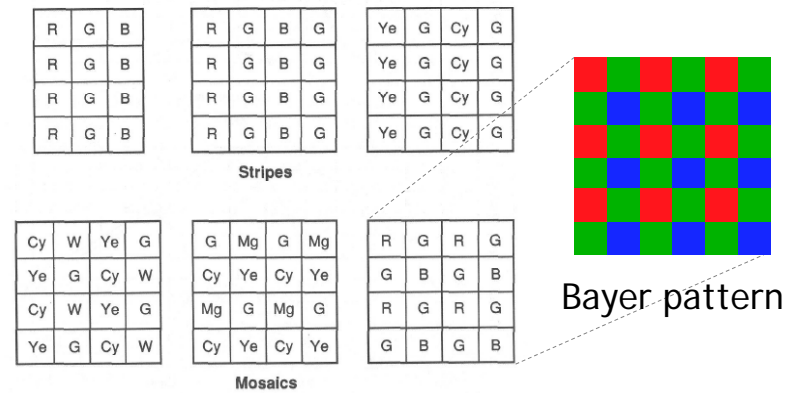 R G B
R G B
R G B
R G B
R G B G
R G B G
R G B G
R G B G
Ye G Cy G
Ye G Cy G
Ye G Cy G
Ye G Cy G
Stripes
Cy W Ye G
Ye G Cy W
Cy W Ye G
Ye G Cy W
G Mg G Mg
Cy Ye Cy Ye
Mg G Mg G
Cy Ye Cy Ye
R G R G
G B G B
R G R G
G B G B
Mosaics
Bayer pattern